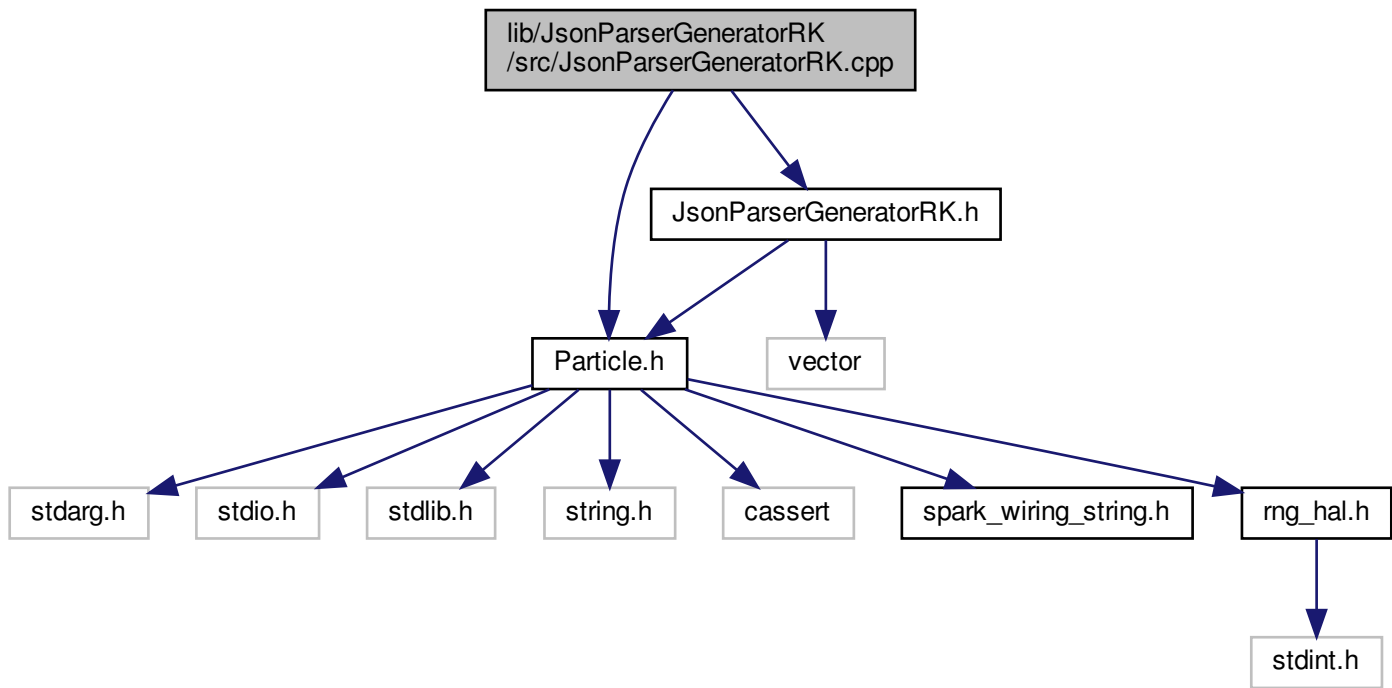 lib/JsonParserGeneratorRK
/src/JsonParserGeneratorRK.cpp
JsonParserGeneratorRK.h
Particle.h
vector
stdarg.h
stdio.h
stdlib.h
string.h
cassert
spark_wiring_string.h
rng_hal.h
stdint.h